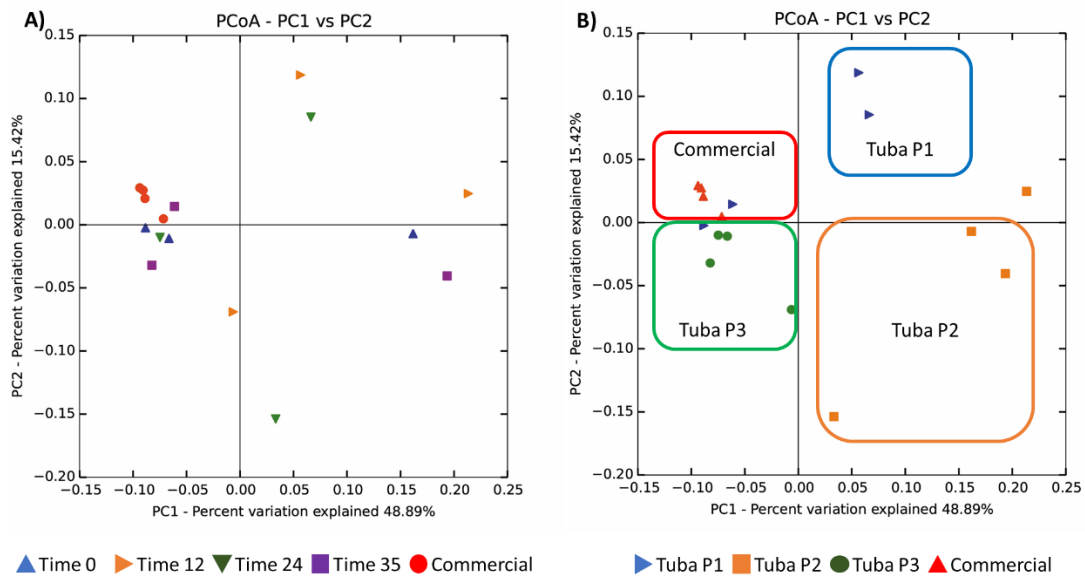 A)
PCoA - PC1 vs PC2
PC2 - Percent variation explained 15.42%
0.15
0.10
0.05
0.00
−0.05
−0.10
−0.15
−0.20
−0.15 −0.10 −0.05 0.00 0.05 0.10 0.15 0.20 0.25
PC1 - Percent variation explained 48.89%
Time 0 Time 12 Time 24 Time 35 Commercial
B)
PCoA - PC1 vs PC2
PC2 - Percent variation explained 15.42%
0.15
0.10
0.05
0.00
−0.05
−0.10
−0.15
−0.20
Commercial
Tuba P1
Tuba P3
Tuba P2
−0.15 −0.10 −0.05 0.00 0.05 0.10 0.15 0.20 0.25
PC1 - Percent variation explained 48.89%
Tuba P1 Tuba P2 Tuba P3 Commercial